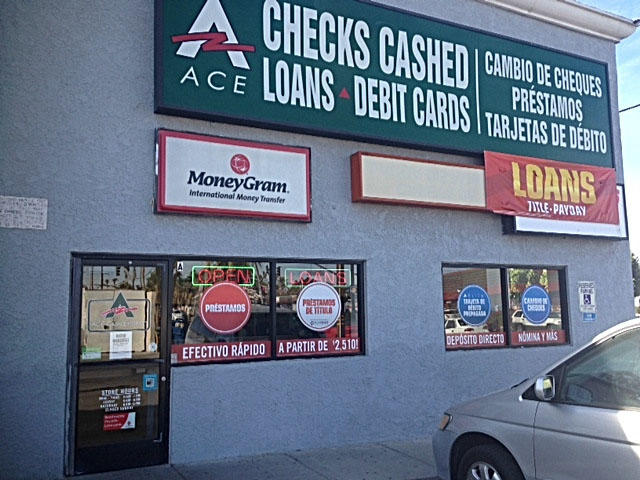 ACE
CHECKS CASHED
LOANS DEBIT CARDS
CAMBIO DE CHEQUES
PRÉSTAMOS
TARJETAS DE DÉBITO
MoneyGram
International Money Transfer
LOANS
TITLE - PAYDAY
OPEN
LOANS
PRÉSTAMOS
PRÉSTAMOS DE TÍTULO
TARJETA DE
DÉBITO
PREPAGADA
CAMBIO DE
CHEQUES
EFECTIVO RÁPIDO
A PARTIR DE $2,510!
DEPÓSITO DIRECTO
NÓMINA Y MÁS
STORE HOURS